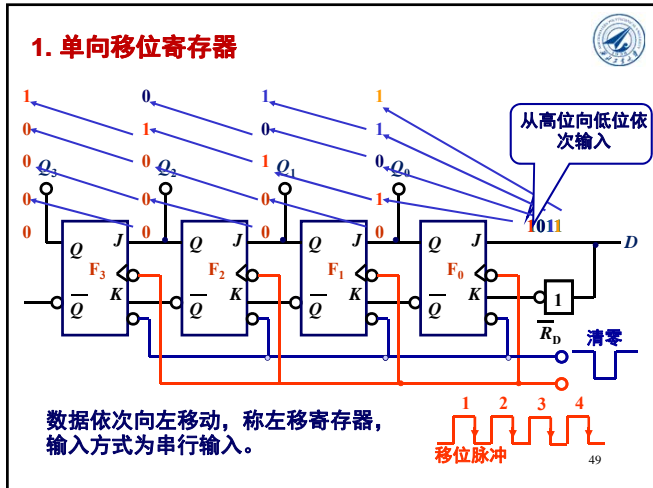 1. 单向移位寄存器
1 0 1 1
从高位向低位依
次输入
0 1 0 1
0 0 1 0
Q3 Q2 Q1 Q0
0 0 0 1
1011
0 0 0
Q J Q J Q J Q J D
F3 F2 F1 F0
K K K K 1
Q Q Q Q
RD 清零
数据依次向左移动，称左移寄存器，
输入方式为串行输入。
1 2 3 4
移位脉冲
49